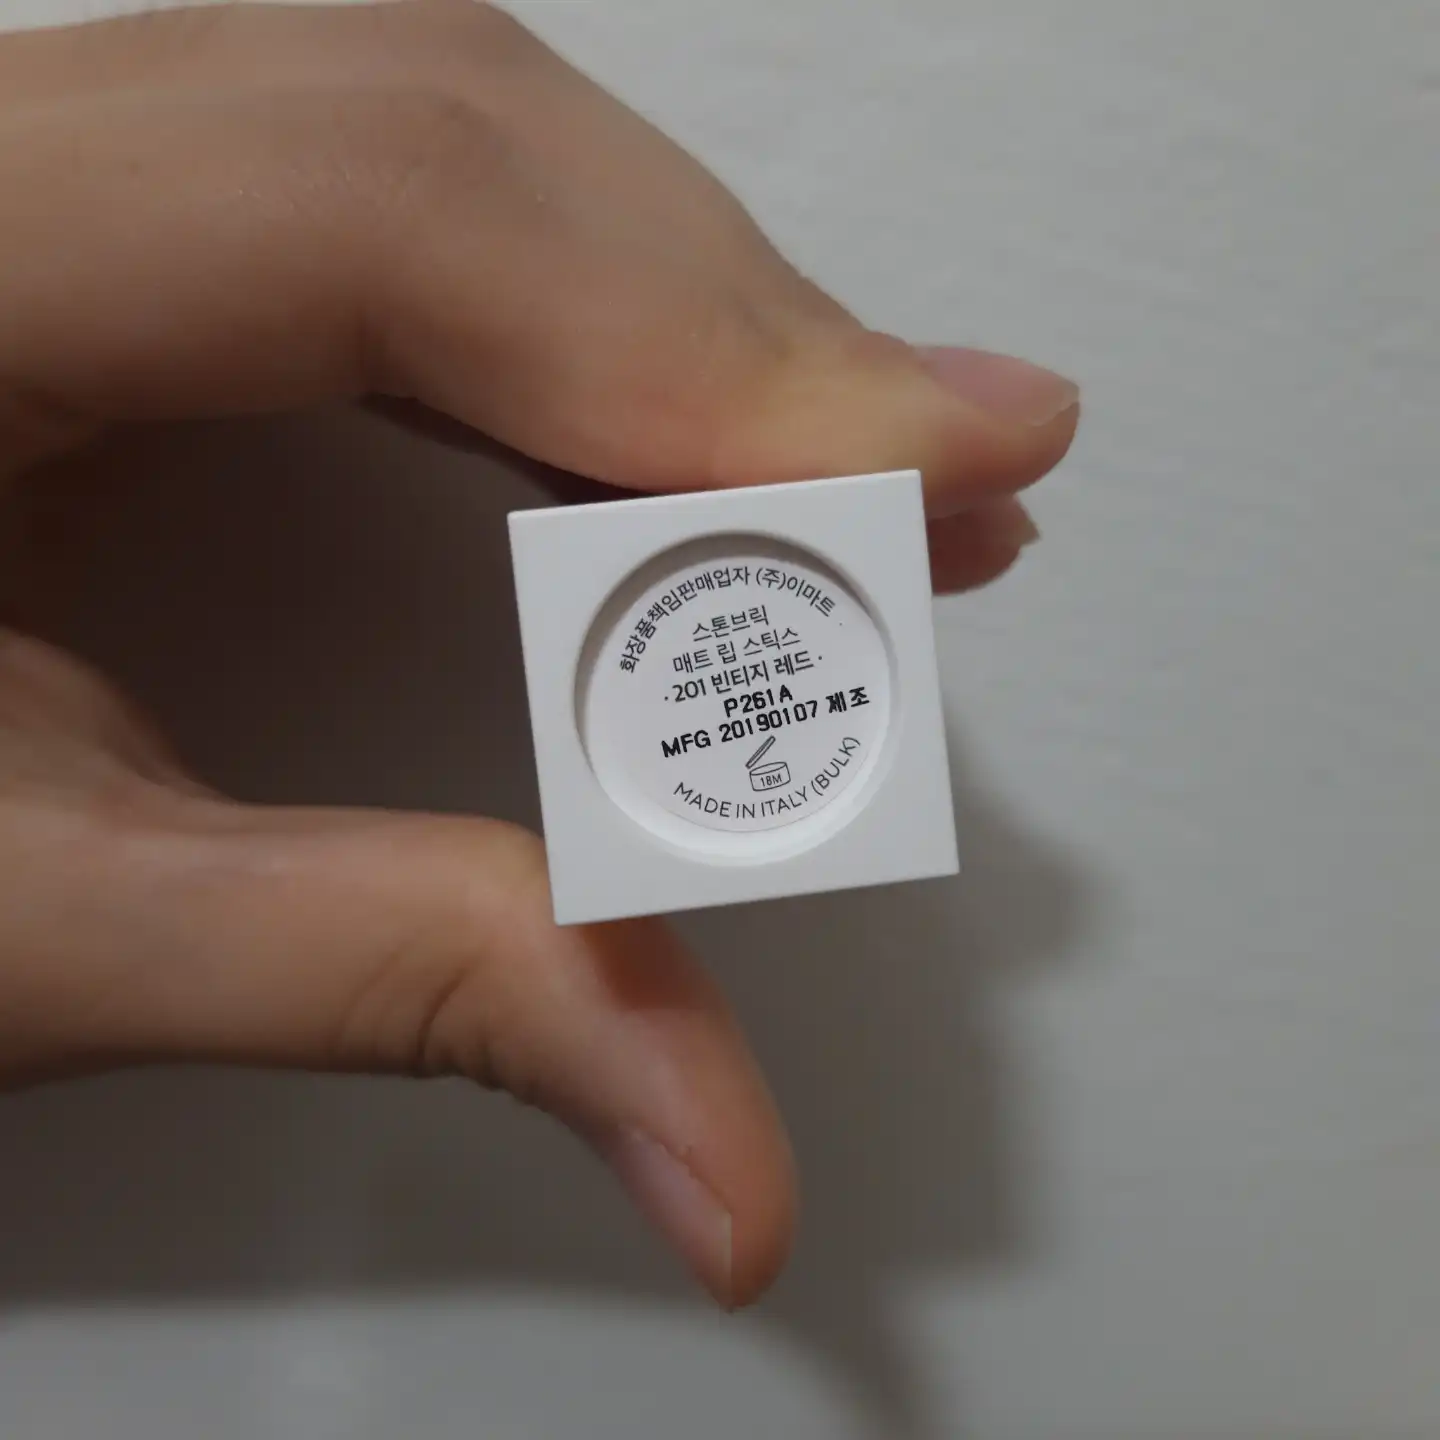 화장품책임판매업자 (주)이마트
스톤브릭
매트 립 스틱스
·201 빈티지 레드·
P261A
MFG 20190107 제조
18M
MADE IN ITALY (BULK)